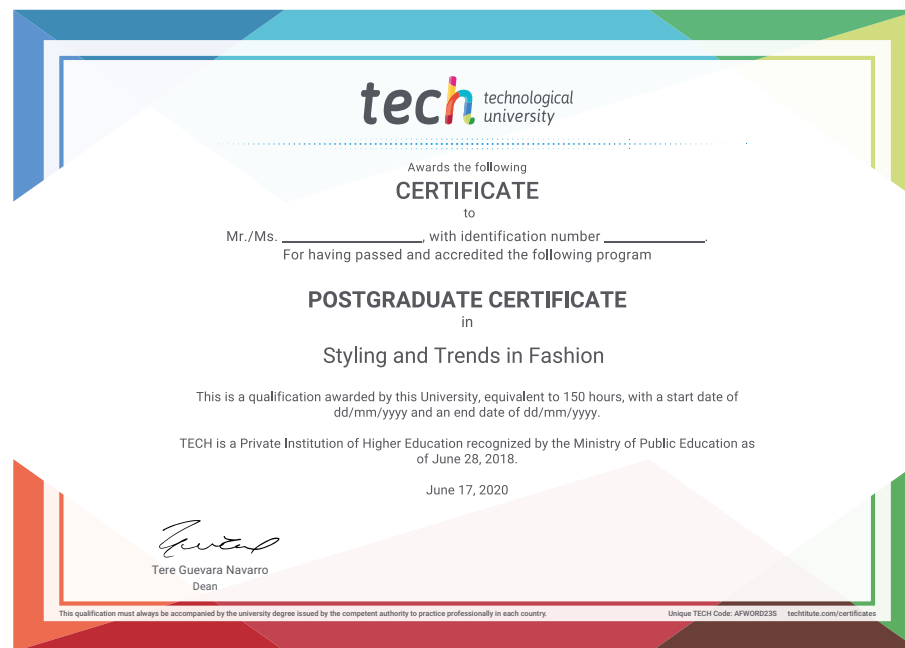 tech technological
university
Awards the following
CERTIFICATE
to
Mr./Ms. ____________, with identification number ____________.
For having passed and accredited the following program
POSTGRADUATE CERTIFICATE
in
Styling and Trends in Fashion
This is a qualification awarded by this University, equivalent to 150 hours, with a start date of
dd/mm/yyyy and an end date of dd/mm/yyyy.
TECH is a Private Institution of Higher Education recognized by the Ministry of Public Education as
of June 28, 2018.
June 17, 2020
Tere Guevara Navarro
Dean
This qualification must always be accompanied by the university degree issued by the competent authority to practice professionally in each country. Unique TECH Code: AFWORD23S techtitute.com/certificates